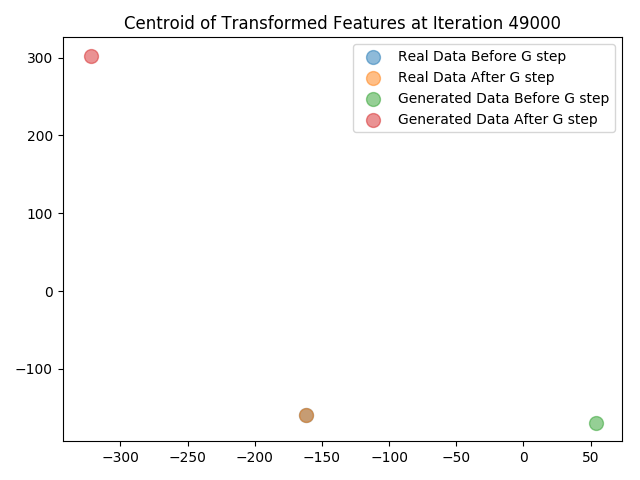 Centroid of Transformed Features at Iteration 49000
Real Data Before G step
Real Data After G step
Generated Data Before G step
Generated Data After G step
300
200
100
0
−100
−300
−250
−200
−150
−100
−50
0
50